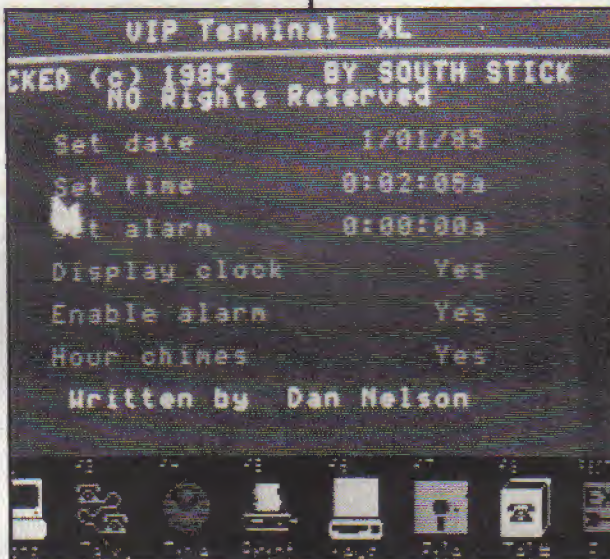 VIP Terminal XL
CKED (c) 1985 BY SOUTH STICK
NO Rights Reserved
Set date 1/01/85
Set time 0:02:05a
alarm 0:00:00a
Display clock Yes
Enable alarm Yes
Hour chimes Yes
Written by Dan Nelson